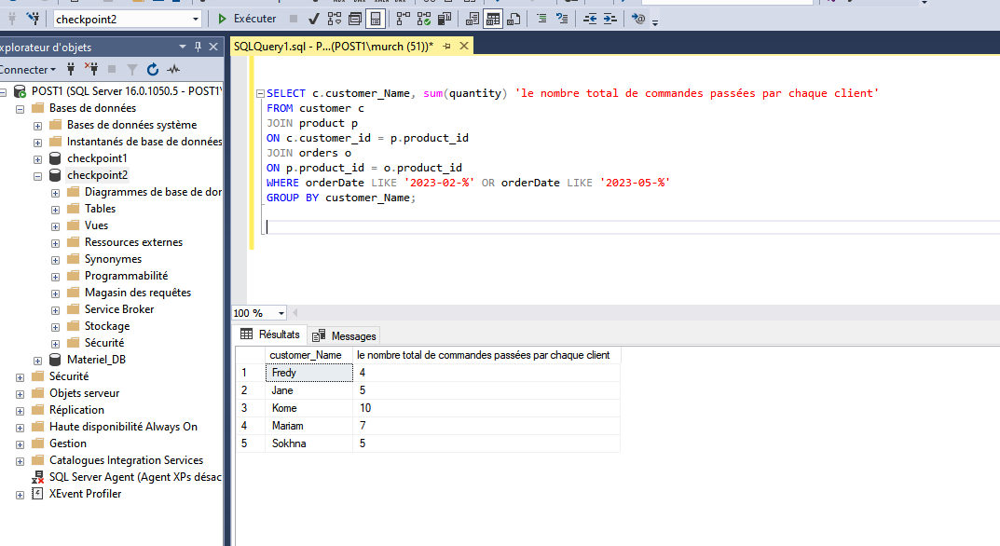 checkpoint2
Exécuter
xplorateur d'objets
SQLQuery1.sql - P...(POST1\murch (51))*
Connecter
POST1 (SQL Server 16.0.1050.5 - POST1\
Bases de données
Bases de données système
Instantanés de base de données
checkpoint1
checkpoint2
Diagrammes de base de dor
Tables
Vues
Ressources externes
Synonymes
Programmabilité
Magasin des requêtes
Service Broker
Stockage
Sécurité
Materiel_DB
Sécurité
Objets serveur
Réplication
Haute disponibilité Always On
Gestion
Catalogues Integration Services
SQL Server Agent (Agent XPs désac
XEvent Profiler
SELECT c.customer_Name, sum(quantity) 'le nombre total de commandes passées par chaque client'
FROM customer c
JOIN product p
ON c.customer_id = p.product_id
JOIN orders o
ON p.product_id = o.product_id
WHERE orderDate LIKE '2023-02-%' OR orderDate LIKE '2023-05-%'
GROUP BY customer_Name;
100 %
Résultats Messages
customer_Name le nombre total de commandes passées par chaque client
1 Fredy 4
2 Jane 5
3 Kome 10
4 Mariam 7
5 Sokhna 5